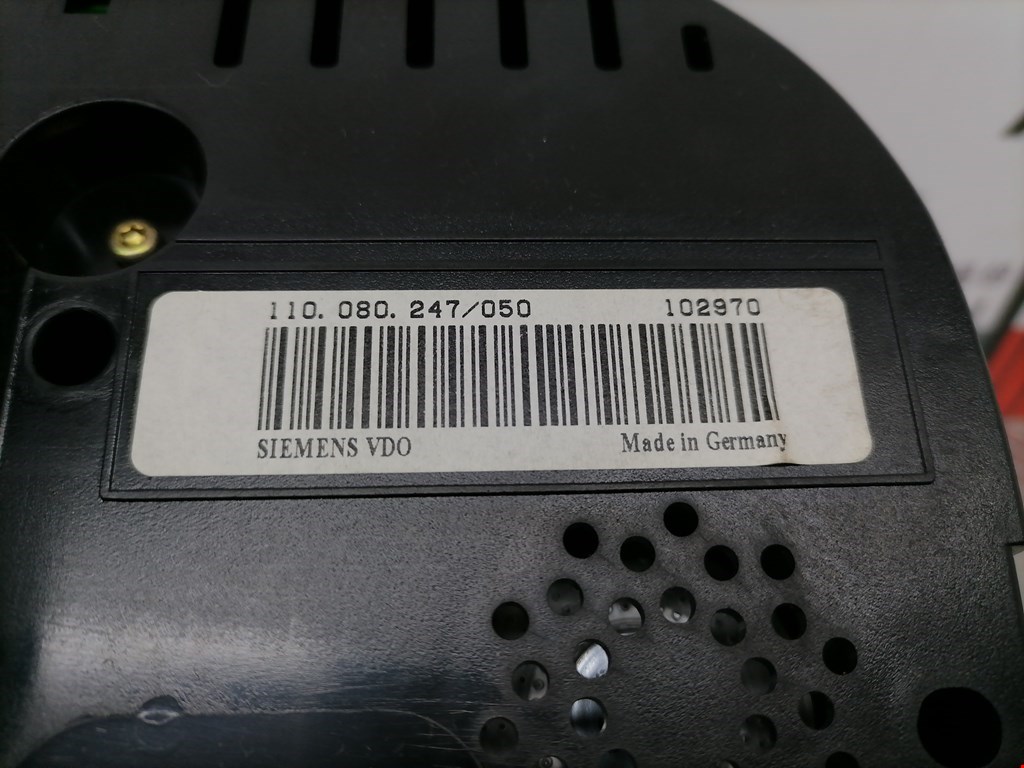 110. 080. 247/050 102970
SIEMENS VDO Made in Germany